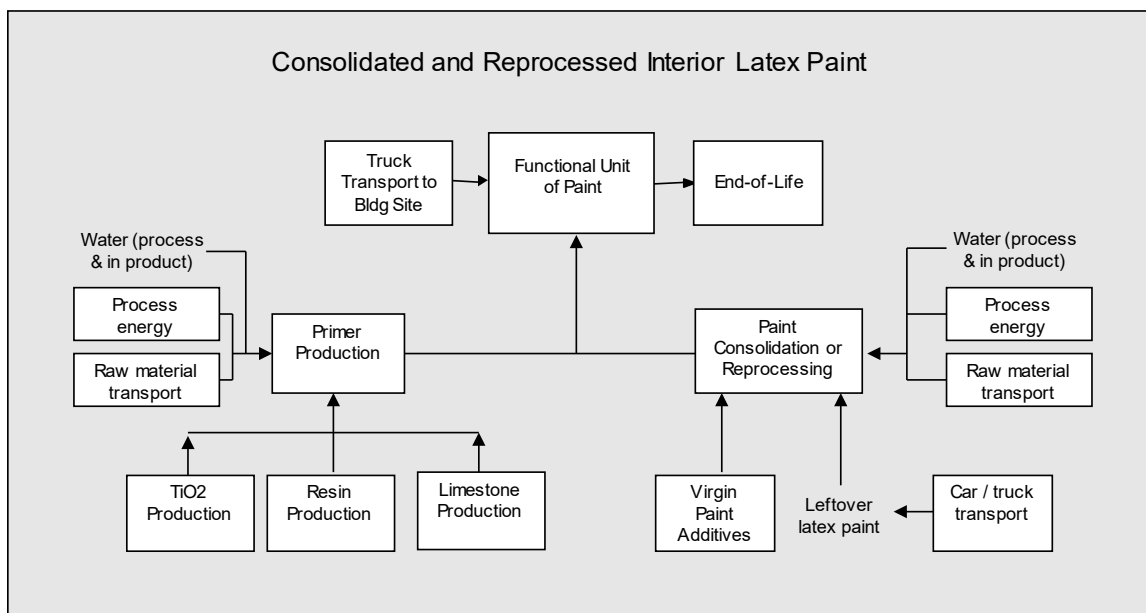 Consolidated and Reprocessed Interior Latex Paint
Truck
Transport to
Bldg Site
Functional Unit
of Paint
End-of-Life
Water (process
& in product)
Process
energy
Raw material
transport
Primer
Production
Paint
Consolidation or
Reprocessing
Water (process
& in product)
Process
energy
Raw material
transport
TiO2
Production
Resin
Production
Limestone
Production
Virgin
Paint
Additives
Leftover
latex paint
Car / truck
transport